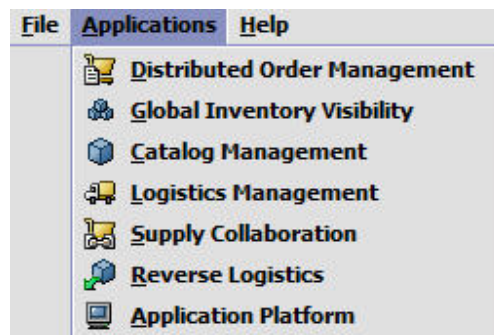 File Applications Help
Distributed Order Management
Global Inventory Visibility
Catalog Management
Logistics Management
Supply Collaboration
Reverse Logistics
Application Platform